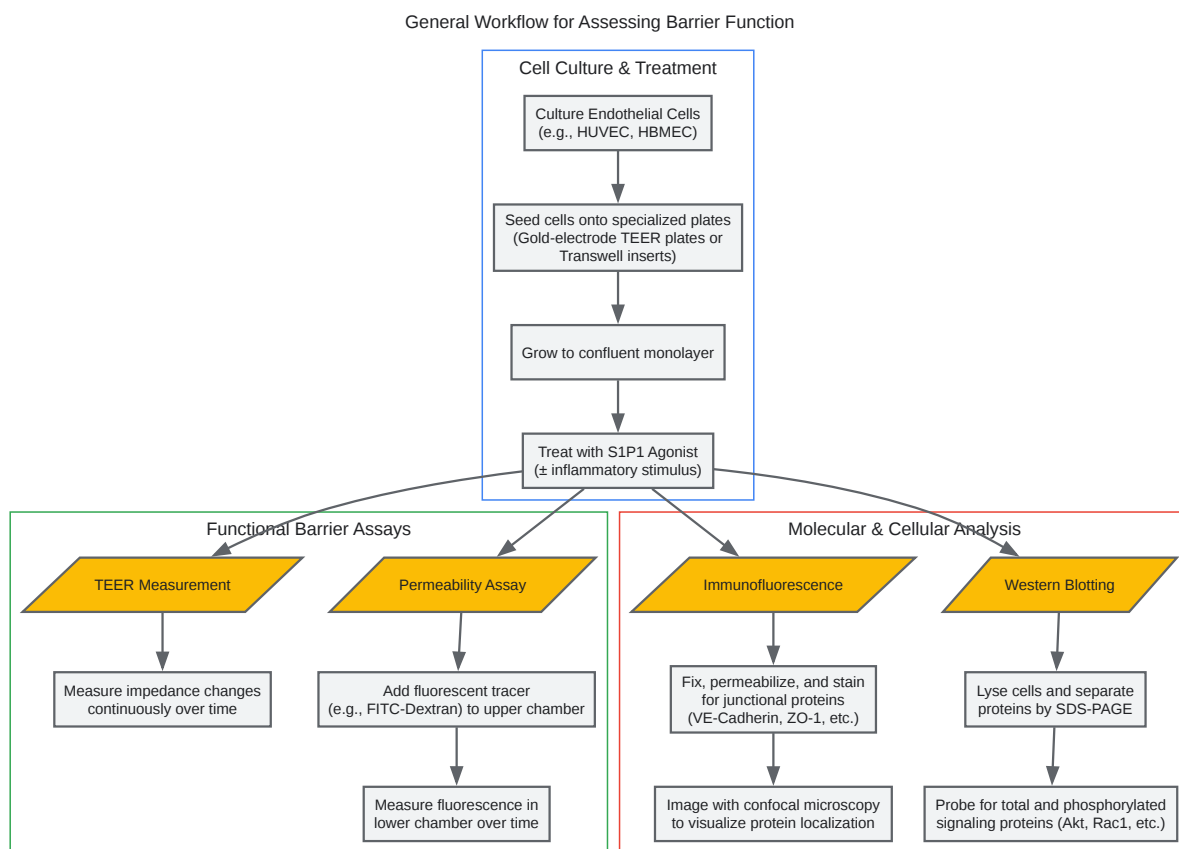 General Workflow for Assessing Barrier Function
Cell Culture & Treatment
Culture Endothelial Cells
(e.g., HUVEC, HBMEC)
Seed cells onto specialized plates
(Gold-electrode TEER plates or
Transwell inserts)
Grow to confluent monolayer
Treat with S1P1 Agonist
(± inflammatory stimulus)
Functional Barrier Assays
TEER Measurement
Measure impedance changes
continuously over time
Permeability Assay
Add fluorescent tracer
(e.g., FITC-Dextran) to upper chamber
Measure fluorescence in
lower chamber over time
Molecular & Cellular Analysis
Immunofluorescence
Fix, permeabilize, and stain
for junctional proteins
(VE-Cadherin, ZO-1, etc.)
Image with confocal microscopy
to visualize protein localization
Western Blotting
Lyse cells and separate
proteins by SDS-PAGE
Probe for total and phosphorylated
signaling proteins (Akt, Rac1, etc.)